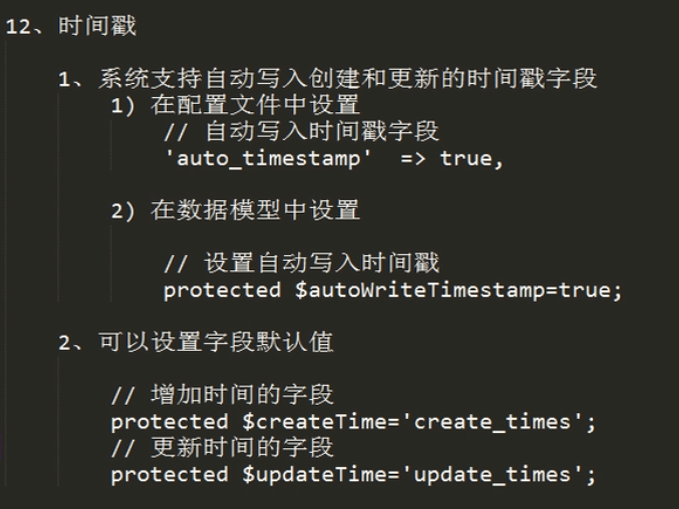 12、时间戳
1、系统支持自动写入创建和更新的时间戳字段
1) 在配置文件中设置
// 自动写入时间戳字段
'auto_timestamp'  => true,
2) 在数据模型中设置
// 设置自动写入时间戳
protected $autoWriteTimestamp=true;
2、可以设置字段默认值
// 增加时间的字段
protected $createTime='create_times';
// 更新时间的字段
protected $updateTime='update_times';